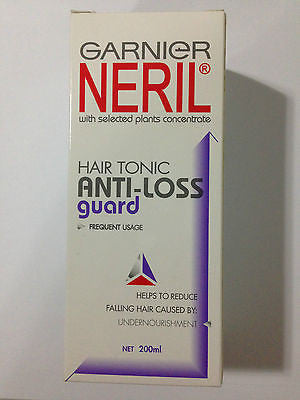 GARNIER
NERIL®
with selected plants concentrate
HAIR TONIC
ANTI-LOSS
guard
FREQUENT USAGE
HELPS TO REDUCE
FALLING HAIR CAUSED BY:
UNDERNOURISHMENT
NET 200ml